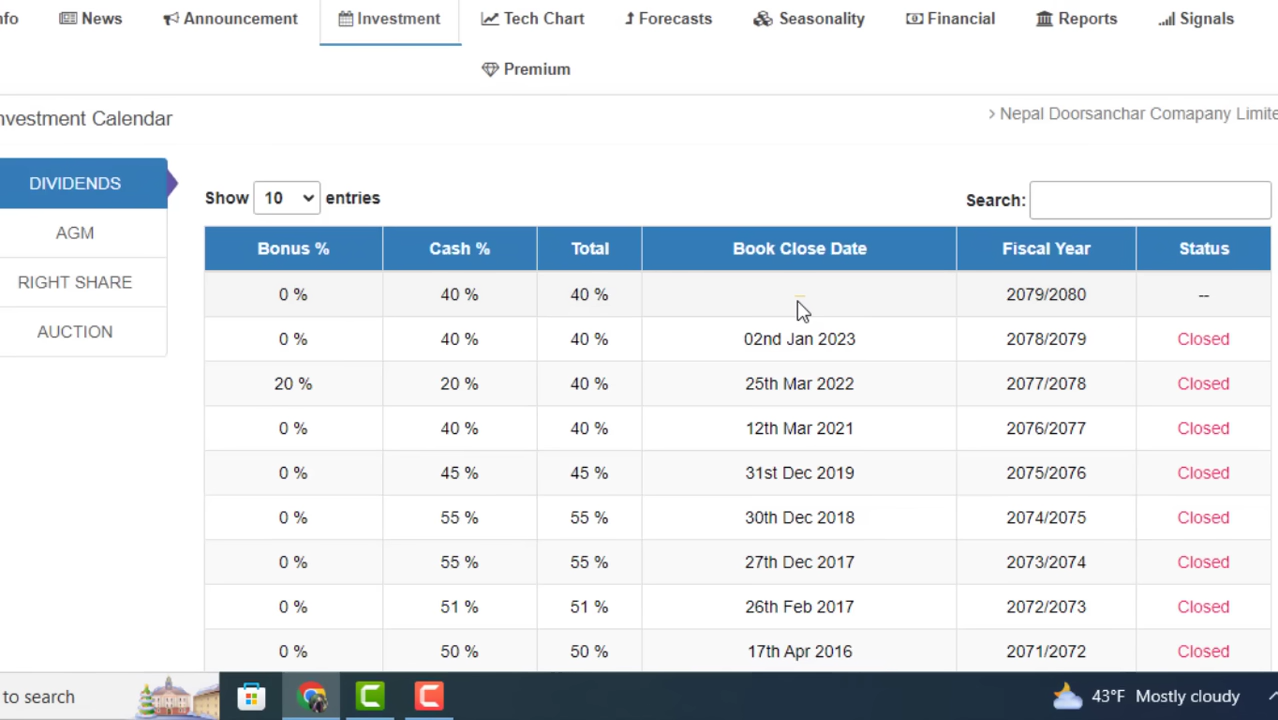 nfo News Announcement Investment Tech Chart Forecasts Seasonality Financial Reports Signals
Premium
nvestment Calendar
> Nepal Doorsanchar Comapany Limite
DIVIDENDS
AGM
RIGHT SHARE
AUCTION
Show 10 entries
Search:
Bonus % Cash % Total Book Close Date Fiscal Year Status
0 % 40 % 40 % -- 2079/2080 --
0 % 40 % 40 % 02nd Jan 2023 2078/2079 Closed
20 % 20 % 40 % 25th Mar 2022 2077/2078 Closed
0 % 40 % 40 % 12th Mar 2021 2076/2077 Closed
0 % 45 % 45 % 31st Dec 2019 2075/2076 Closed
0 % 55 % 55 % 30th Dec 2018 2074/2075 Closed
0 % 55 % 55 % 27th Dec 2017 2073/2074 Closed
0 % 51 % 51 % 26th Feb 2017 2072/2073 Closed
0 % 50 % 50 % 17th Apr 2016 2071/2072 Closed
to search
43°F Mostly cloudy